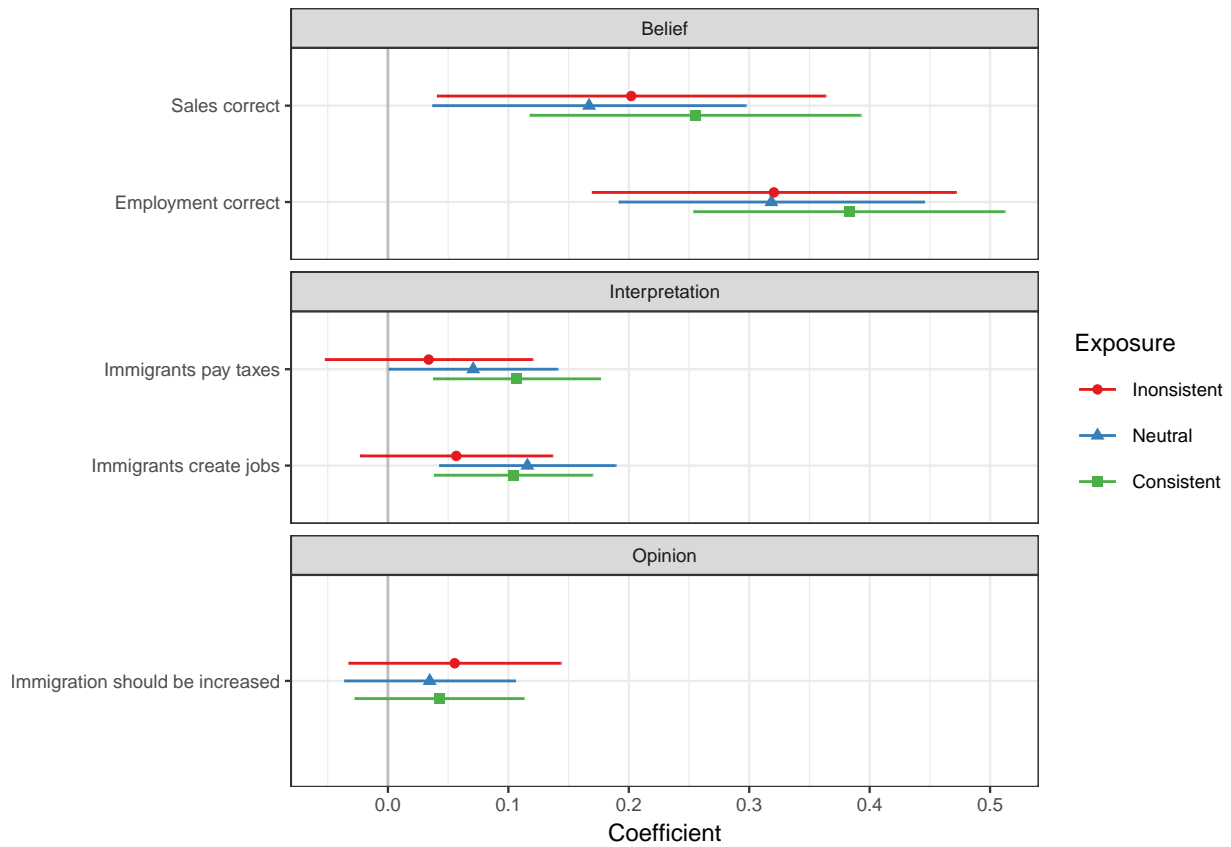 Belief
Sales correct
Employment correct
Interpretation
Immigrants pay taxes
Immigrants create jobs
Opinion
Immigration should be increased
0.0 0.1 0.2 0.3 0.4 0.5
Coefficient
Exposure
Inonsistent
Neutral
Consistent